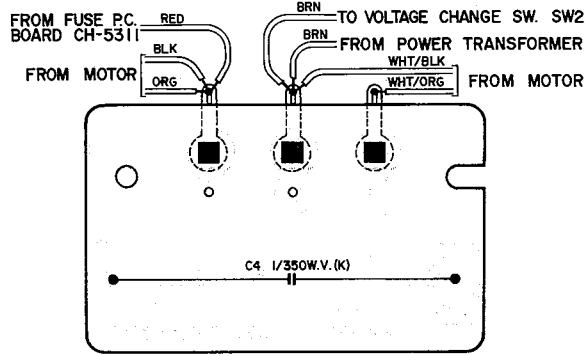 FROM FUSE P.C.
BOARD CH-5311
RED
BLK
FROM MOTOR
ORG
BRN
TO VOLTAGE CHANGE SW. SW2
BRN
FROM POWER TRANSFORMER
WHT/BLK
WHT/ORG
FROM MOTOR
C4 1/350W.V.(K)